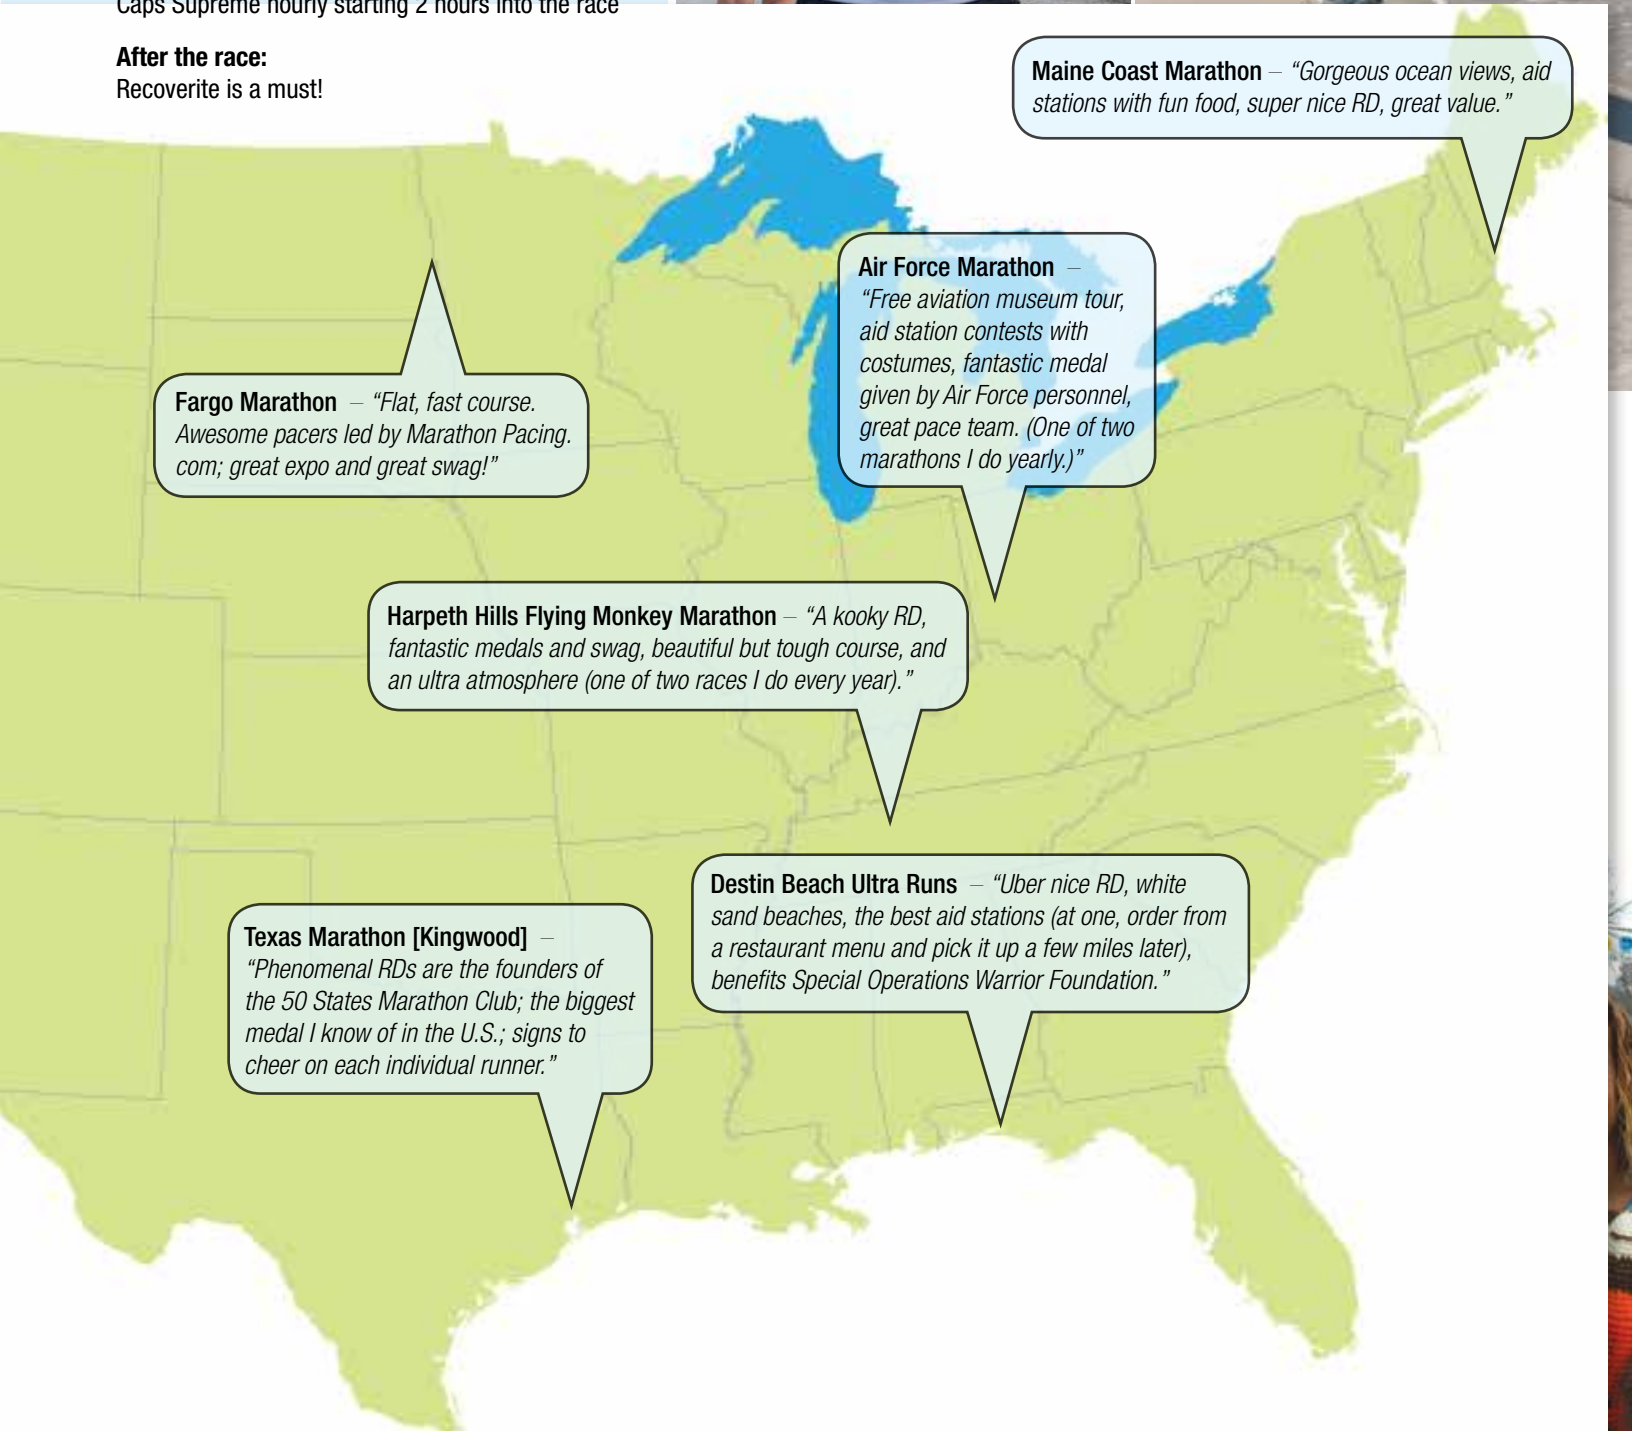 Caps Supreme hourly starting 2 hours into the race
After the race:
Recoverite is a must!
Maine Coast Marathon – “Gorgeous ocean views, aid
stations with fun food, super nice RD, great value.”
Air Force Marathon –
“Free aviation museum tour,
aid station contests with
costumes, fantastic medal
given by Air Force personnel,
great pace team. (One of two
marathons I do yearly.)”
Fargo Marathon – “Flat, fast course.
Awesome pacers led by Marathon Pacing.
com; great expo and great swag!”
Harpeth Hills Flying Monkey Marathon – “A kooky RD,
fantastic medals and swag, beautiful but tough course, and
an ultra atmosphere (one of two races I do every year).”
Destin Beach Ultra Runs – “Uber nice RD, white
sand beaches, the best aid stations (at one, order from
a restaurant menu and pick it up a few miles later),
benefits Special Operations Warrior Foundation.”
Texas Marathon [Kingwood] –
“Phenomenal RDs are the founders of
the 50 States Marathon Club; the biggest
medal I know of in the U.S.; signs to
cheer on each individual runner.”